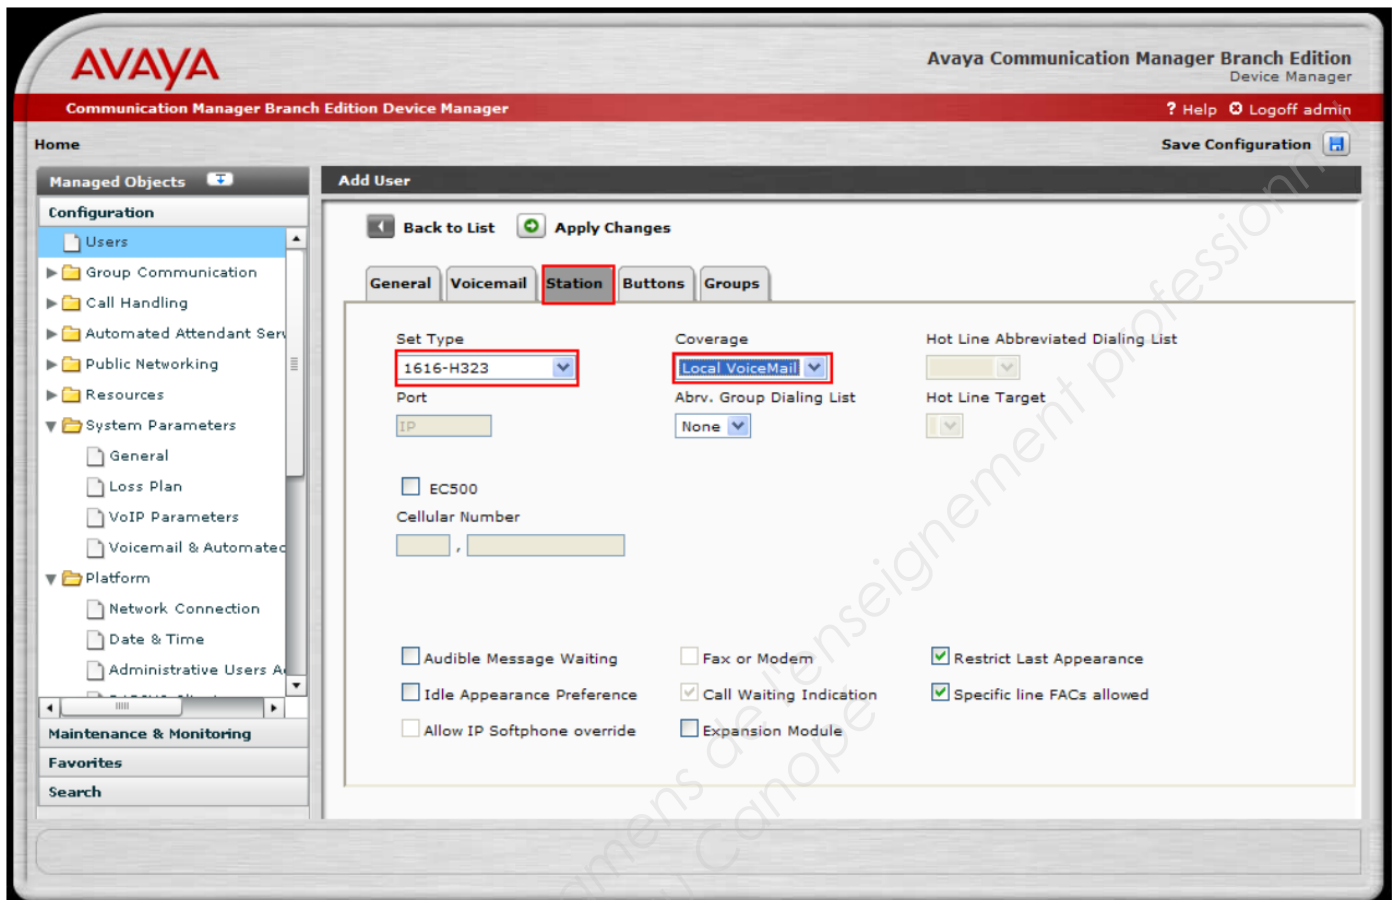 AVAYA
Avaya Communication Manager Branch Edition
Device Manager
Communication Manager Branch Edition Device Manager
? Help Logoff admin
Home
Save Configuration
Managed Objects
Add User
Configuration
Back to List Apply Changes
Users
Group Communication
General Voicemail Station Buttons Groups
Call Handling
Automated Attendant Serv
Set Type Coverage Hot Line Abbreviated Dialing List
Public Networking
1616-H323 Local VoiceMail
Resources
Port Abrv. Group Dialing List Hot Line Target
System Parameters
IP None
General
Loss Plan
EC500
VoIP Parameters
Cellular Number
Voicemail & Automated
,
Platform
Network Connection
Date & Time
Audible Message Waiting Fax or Modem Restrict Last Appearance
Administrative Users A
Idle Appearance Preference Call Waiting Indication Specific line FACs allowed
Allow IP Softphone override Expansion Module
Maintenance & Monitoring
Favorites
Search
amens de l'enseignement professionn
Canope